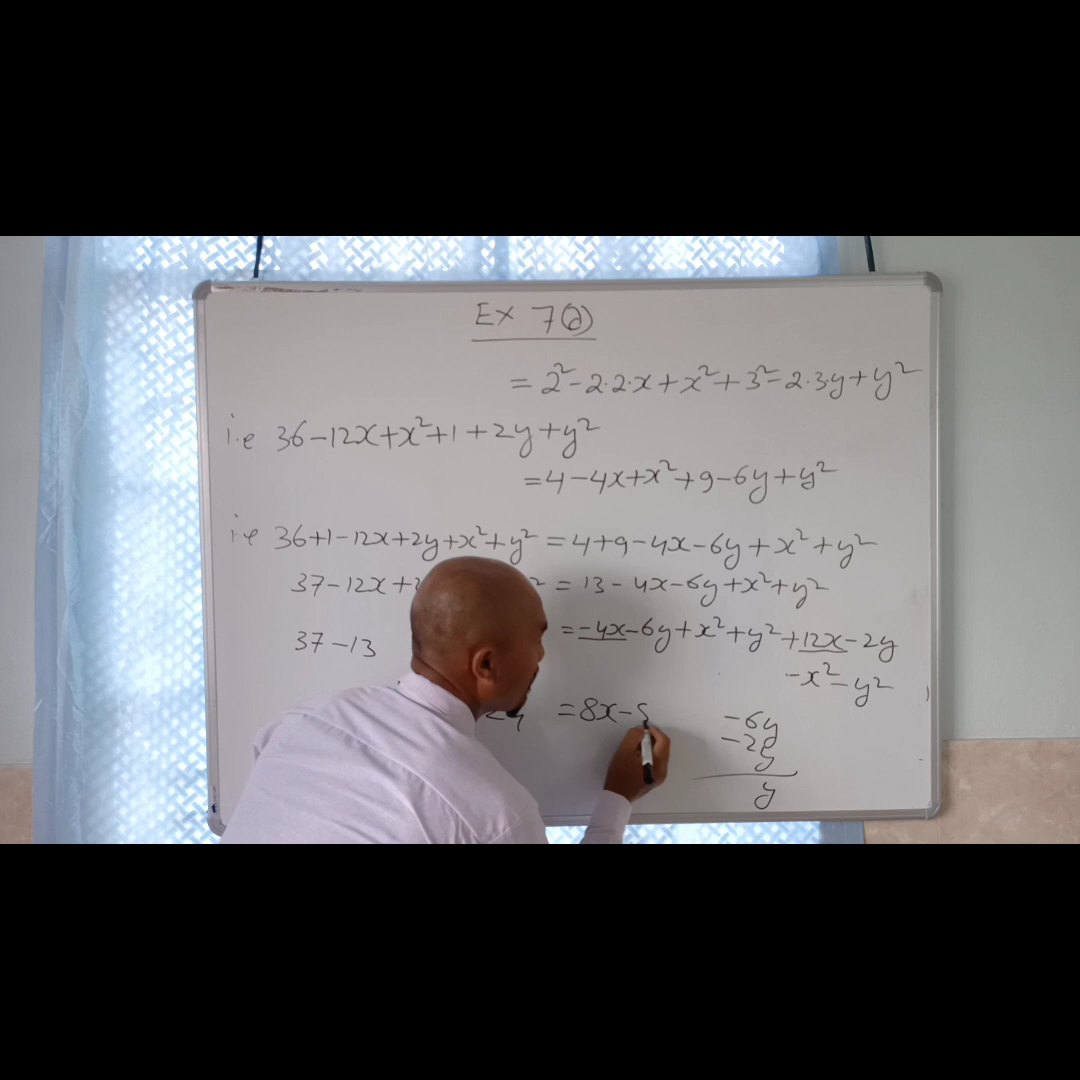 Ex 7(d)
= 2² - 2·2·x + x² + 3² - 2·3y + y²
i.e 36 - 12x + x² + 1 + 2y + y²
= 4 - 4x + x² + 9 - 6y + y²
i.e 36 + 1 - 12x + 2y + x² + y² = 4 + 9 - 4x - 6y + x² + y²
37 - 12x + ² = 13 - 4x - 6y + x² + y²
37 - 13 = -4x - 6y + x² + y² + 12x - 2y
- x² - y²
= 8x -
-6y
-2y
y